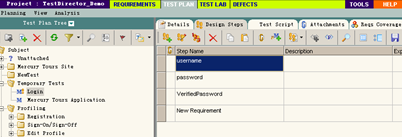 Project : TestDirector_Demo REQUIREMENTS TEST PLAN TEST LAB DEFECTS TOOLS HELP
Planning View Analysis
Test Plan Tree
Details Design Steps Test Script Attachments Reqs Coverage
Subject
Unattached
Mercury Tours Site
NewTest
Temporary Tests
Login
Mercury Tours Application
Profiling
Registration
Sign-On/Sign-Off
Edit Profile
Step Name Description Exp
username
password
VerifiedPassword
New Requirement